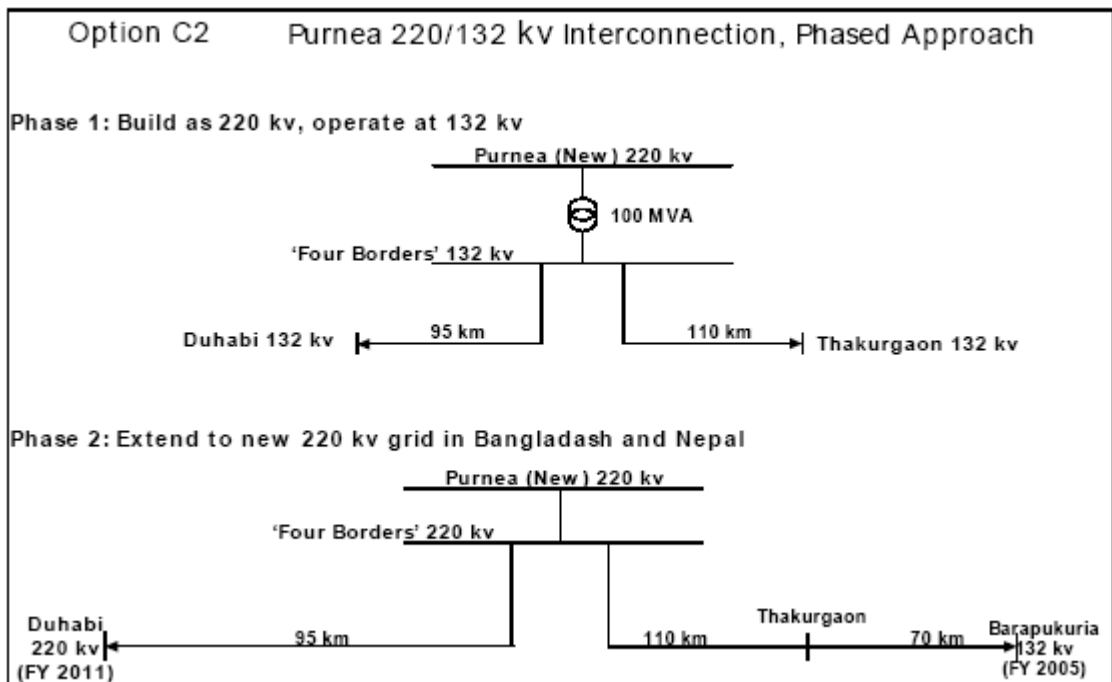 Option C2 Purnea 220/132 kv Interconnection, Phased Approach
Phase 1: Build as 220 kv, operate at 132 kv
Purnea (New) 220 kv
100 MVA
‘Four Borders’ 132 kv
Duhabi 132 kv
95 km
110 km
Thakurgaon 132 kv
Phase 2: Extend to new 220 kv grid in Bangladash and Nepal
Purnea (New) 220 kv
‘Four Borders’ 220 kv
Duhabi
220 kv
(FY 2011)
95 km
110 km
Thakurgaon
70 km
Barapukuria
132 kv
(FY 2005)